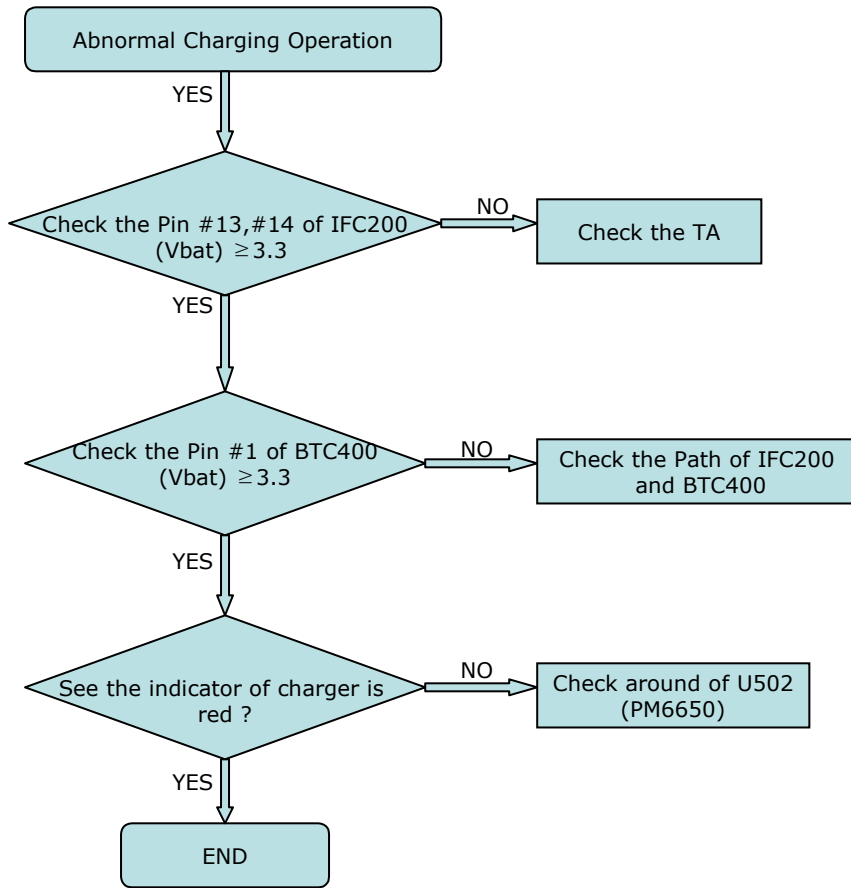 Abnormal Charging Operation
YES
Check the Pin #13,#14 of IFC200
(Vbat) ≧3.3
NO
Check the TA
YES
Check the Pin #1 of BTC400
(Vbat) ≧3.3
NO
Check the Path of IFC200
and BTC400
YES
See the indicator of charger is
red ?
NO
Check around of U502
(PM6650)
YES
END